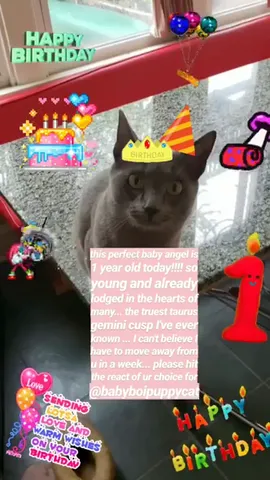 HAPPY
BIRTHDAY
BIRTHDAY
this perfect baby angel is
1 year old today!!!! so
young and already
lodged in the hearts of
many... the truest taurus
gemini cusp I've ever
known ... I can't believe I
have to move away from
u in a week... please hit
the react of ur choice for
@babyboipuppycat
1
Love
SENDING
LOTSA
LOVE AND
WARM WISHES
ON YOUR
BIRTHDAY
HAPPY
BIRTHDAY